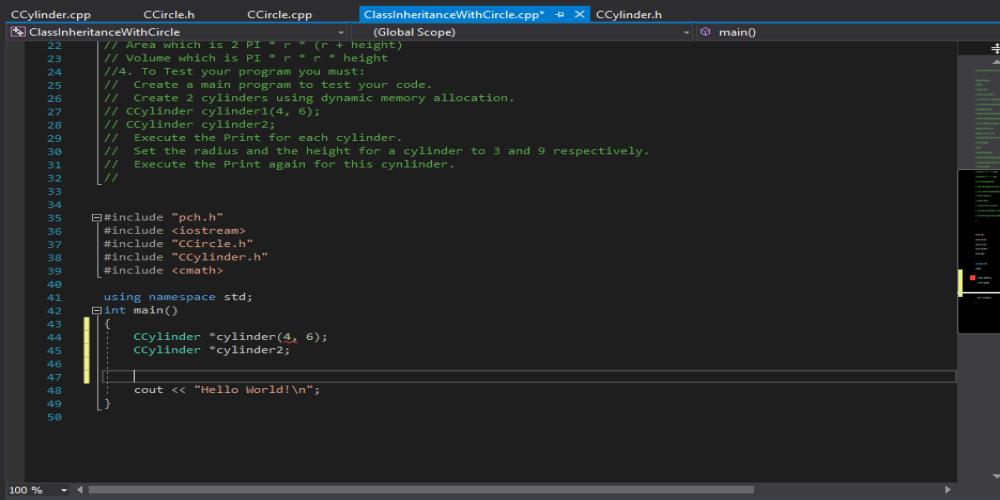 CCylinder.cpp CCircle.h CCircle.cpp ClassInheritanceWithCircle.cpp* CCylinder.h
ClassInheritanceWithCircle (Global Scope) main()
22 // Area which is 2 PI * r * (r + height)
23 // Volume which is PI * r * r * height
24 //4. To Test your program you must:
25 //  Create a main program to test your code.
26 //  Create 2 cylinders using dynamic memory allocation.
27 // CCylinder cylinder1(4, 6);
28 // CCylinder cylinder2;
29 //  Execute the Print for each cylinder.
30 //  Set the radius and the height for a cylinder to 3 and 9 respectively.
31 //  Execute the Print again for this cynlinder.
32 //
33
34
35 #include "pch.h"
36 #include <iostream>
37 #include "CCircle.h"
38 #include "CCylinder.h"
39 #include <cmath>
40
41 using namespace std;
42 int main()
43 {
44 CCylinder *cylinder(4, 6);
45 CCylinder *cylinder2;
46
47
48 cout << "Hello World!\n";
49 }
50
100 %